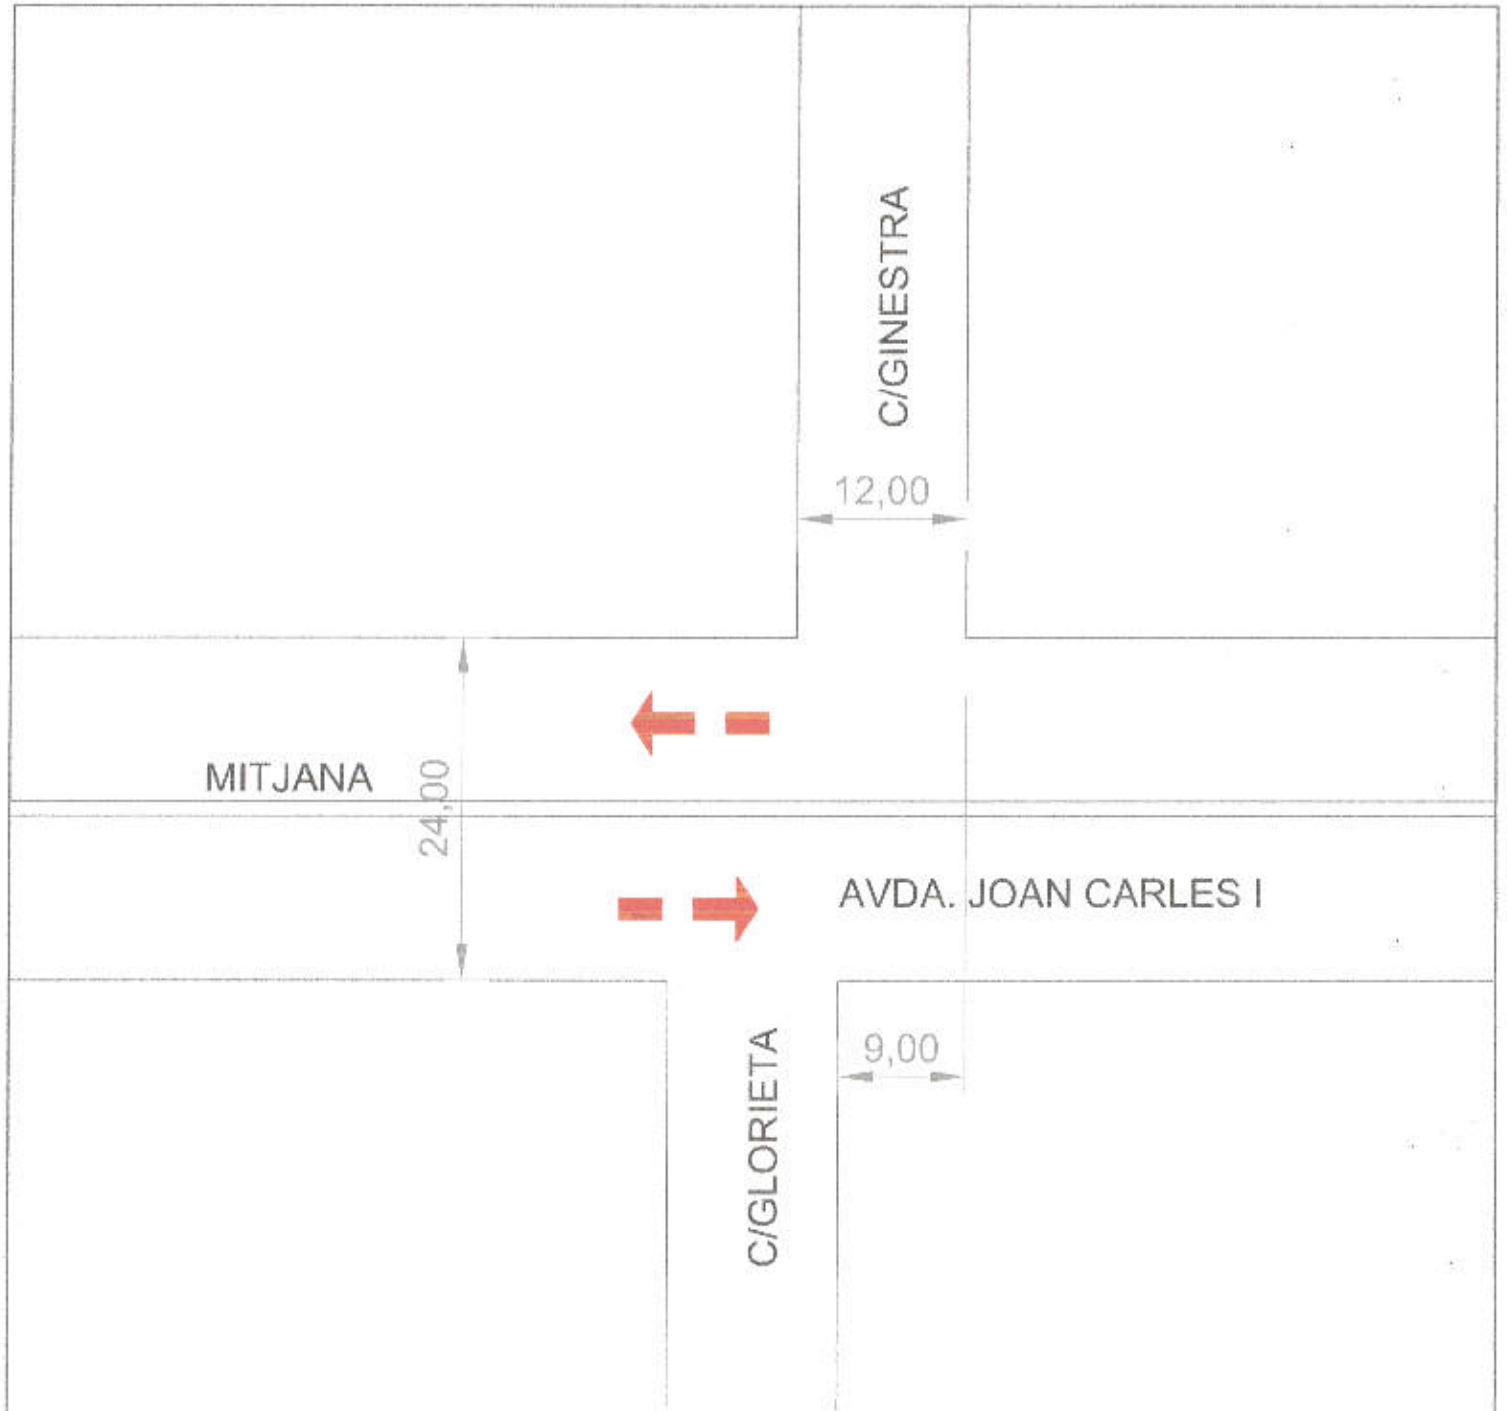 C/GINESTRA
12,00
MITJANA
24,00
AVDA. JOAN CARLES I
9,00
C/GLORIETA